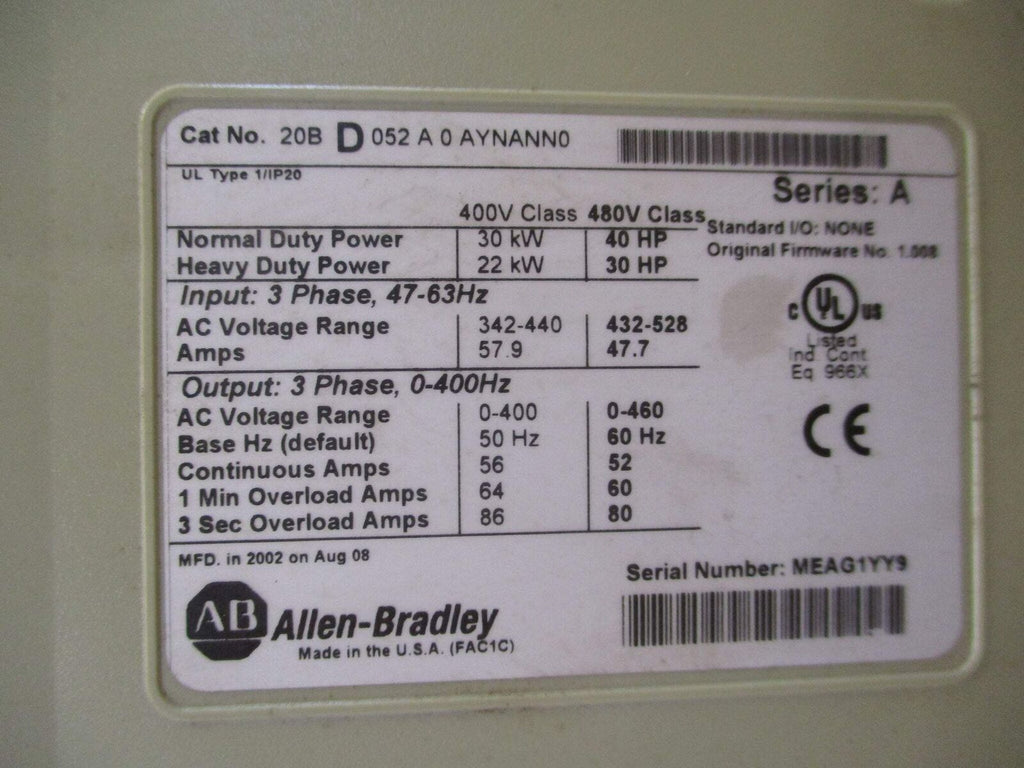 Cat No. 20B D 052 A 0 AYNANN0
UL Type 1/IP20
Series: A
400V Class 480V Class
Standard I/O: NONE
Original Firmware No. 1.008
Normal Duty Power 30 kW 40 HP
Heavy Duty Power 22 kW 30 HP
Input: 3 Phase, 47-63Hz
AC Voltage Range 342-440 432-528
Amps 57.9 47.7
C UL US
Listed
Ind Cont
Eq 966X
Output: 3 Phase, 0-400Hz
AC Voltage Range 0-400 0-460
Base Hz (default) 50 Hz 60 Hz
Continuous Amps 56 52
1 Min Overload Amps 64 60
3 Sec Overload Amps 86 80
CE
MFD. in 2002 on Aug 08
Serial Number: MEAG1YY9
AB Allen-Bradley
Made in the U.S.A. (FAC1C)